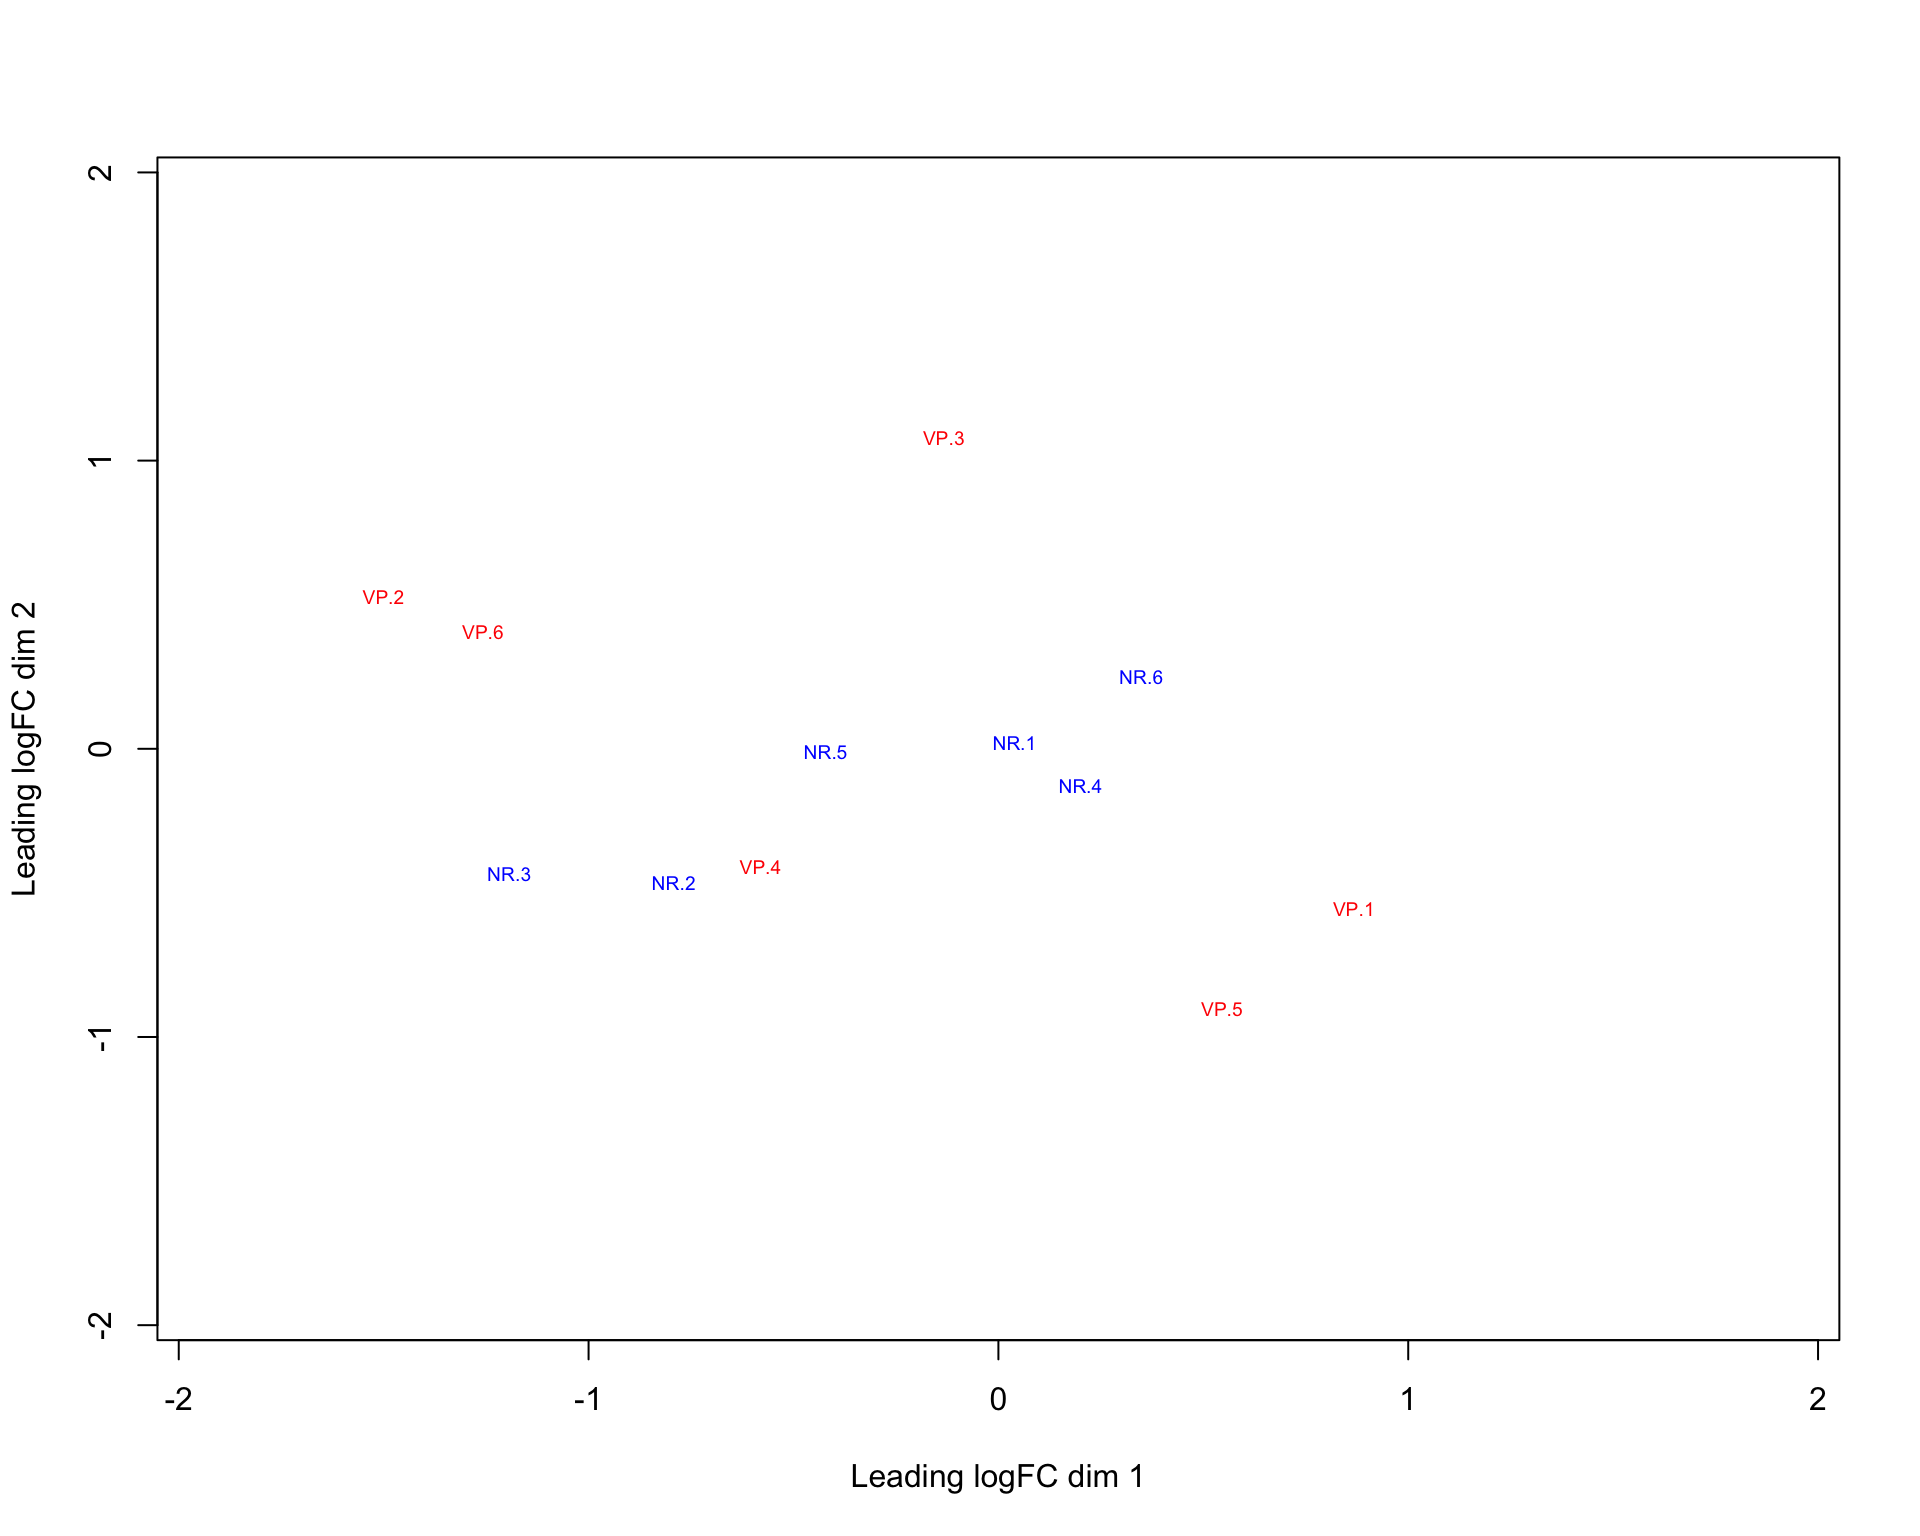 2
1
0
-1
-2
Leading logFC dim 2
VP.3
VP.2
VP.6
NR.6
NR.1
NR.5
NR.4
VP.4
NR.3
NR.2
VP.1
VP.5
-2 -1 0 1 2
Leading logFC dim 1